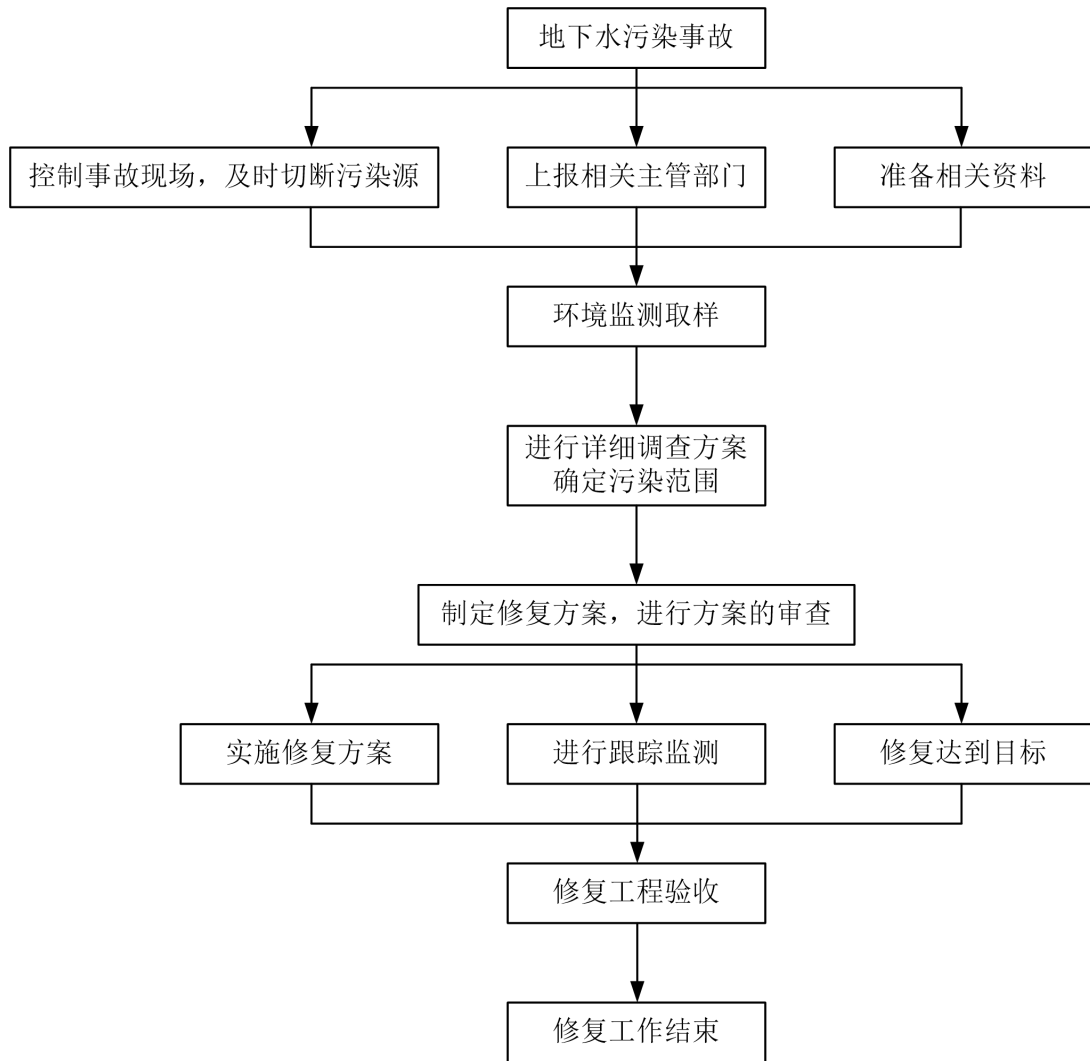 地下水污染事故
控制事故现场，及时切断污染源
上报相关主管部门
准备相关资料
环境监测取样
进行详细调查方案
确定污染范围
制定修复方案，进行方案的审查
实施修复方案
进行跟踪监测
修复达到目标
修复工程验收
修复工作结束